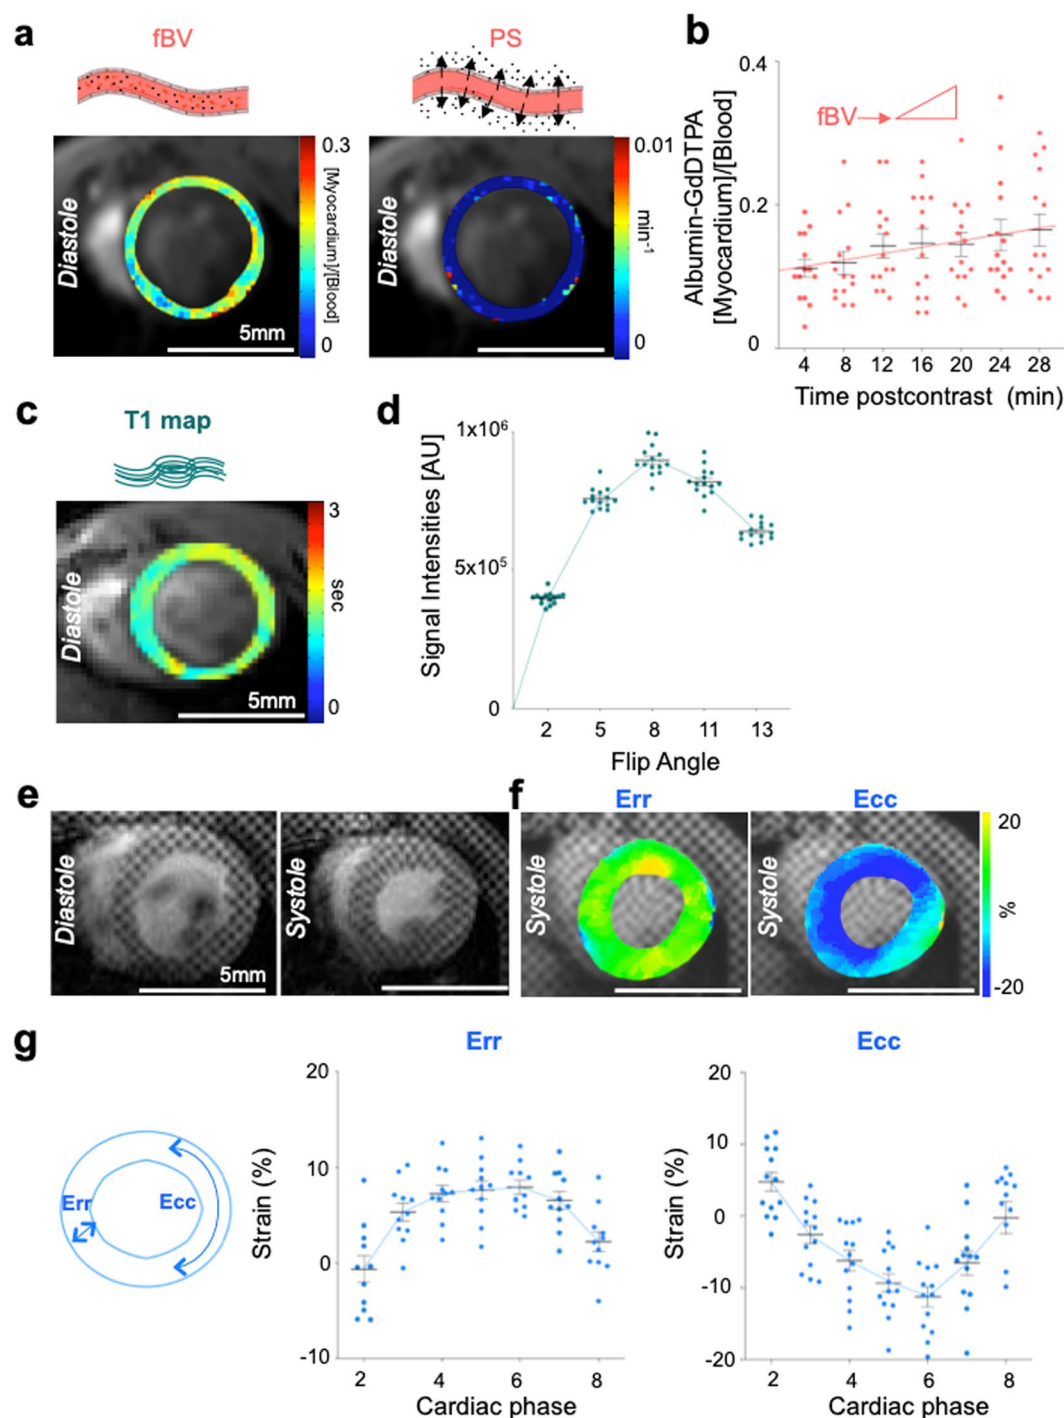 a
fBV
PS
Diastole
5mm
0.3
[Myocardium]/[Blood]
0
Diastole
0.01
min-1
0
b
Albumin-GdDTPA
[Myocardium]/[Blood]
0.4
0.2
0
fBV
4 8 12 16 20 24 28
Time postcontrast (min)
c
T1 map
Diastole
5mm
3
sec
0
d
Signal Intensities [AU]
1x10⁶
5x10⁵
0
2 5 8 11 13
Flip Angle
e
Diastole
5mm
Systole
f
Err
Ecc
Systole
Systole
20
%
-20
g
Err
Ecc
Err
Strain (%)
20
10
0
-10
2 4 6 8
Cardiac phase
Ecc
Strain (%)
20
10
0
-10
-20
2 4 6 8
Cardiac phase